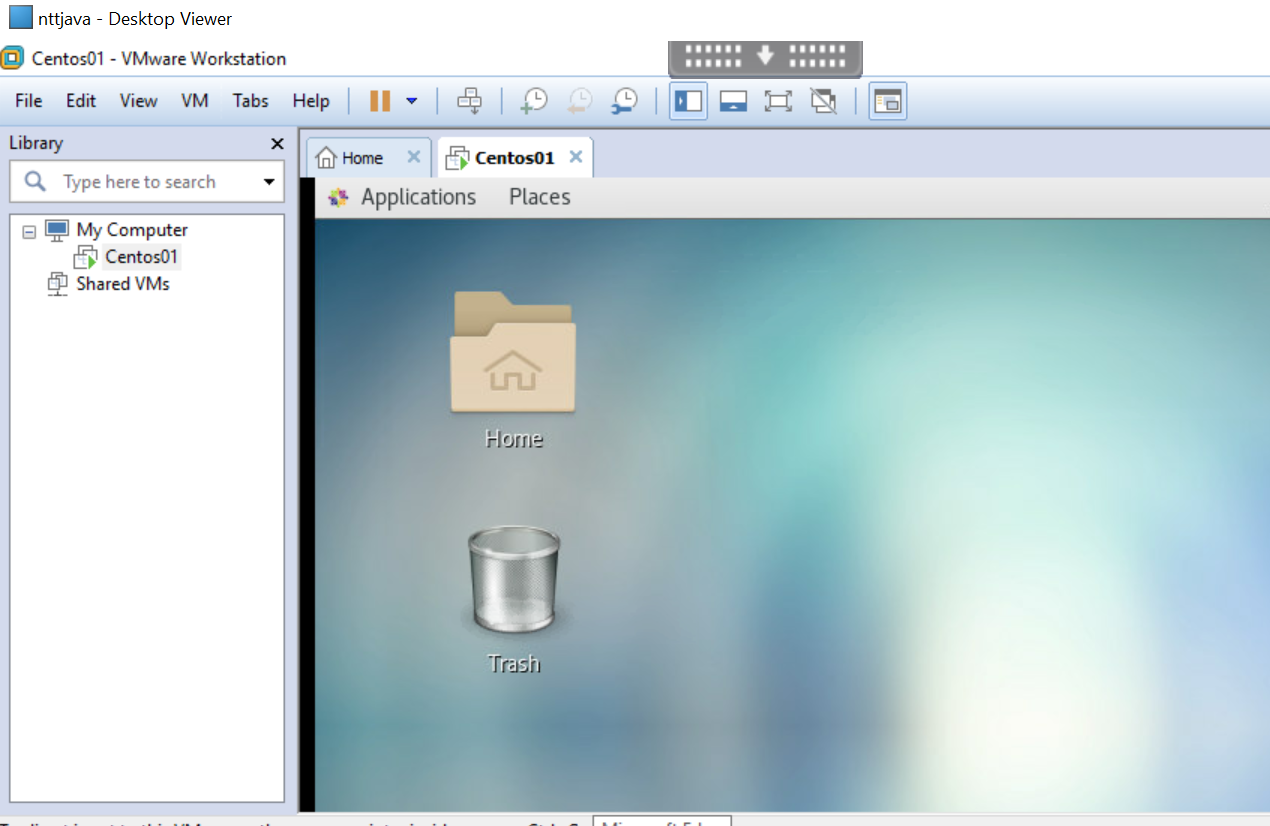 nttjava - Desktop Viewer
Centos01 - VMware Workstation
File Edit View VM Tabs Help
Library
Type here to search
My Computer
Centos01
Shared VMs
Home
Centos01
Applications Places
Home
Trash